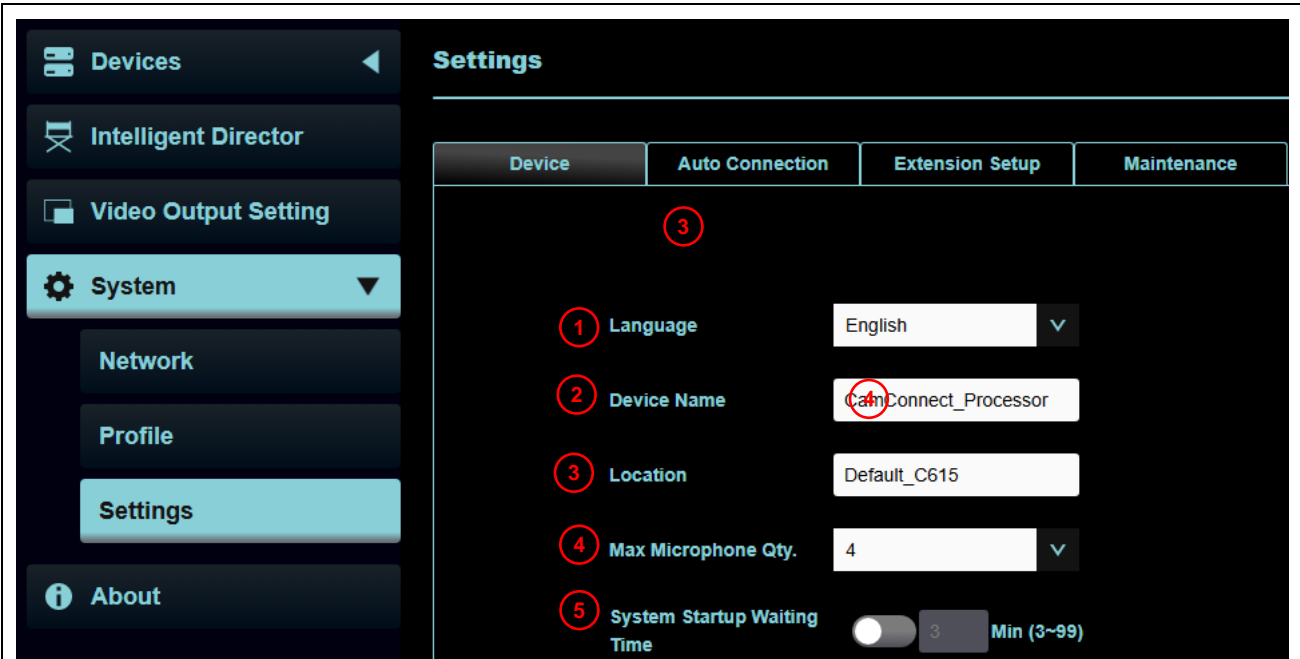 Devices
Intelligent Director
Video Output Setting
System
Network
Profile
Settings
About
Settings
Device Auto Connection Extension Setup Maintenance
3
1 Language English
2 Device Name CamConnect_Processor
4
3 Location Default_C615
4 Max Microphone Qty. 4
5 System Startup Waiting
Time 3 Min (3~99)